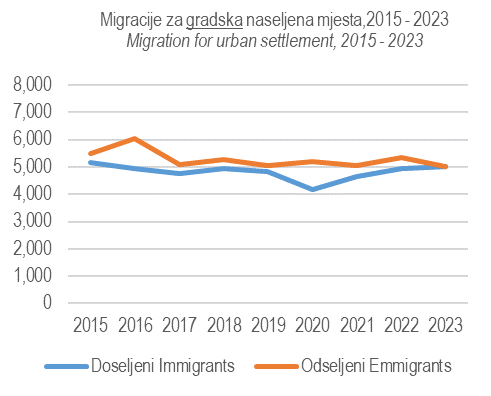 Migracije za gradska naseljena mjesta,2015 - 2023
Migration for urban settlement, 2015 - 2023
8,000
7,000
6,000
5,000
4,000
3,000
2,000
1,000
0
2015 2016 2017 2018 2019 2020 2021 2022 2023
Doseljeni Immigrants Odseljeni Emmigrants